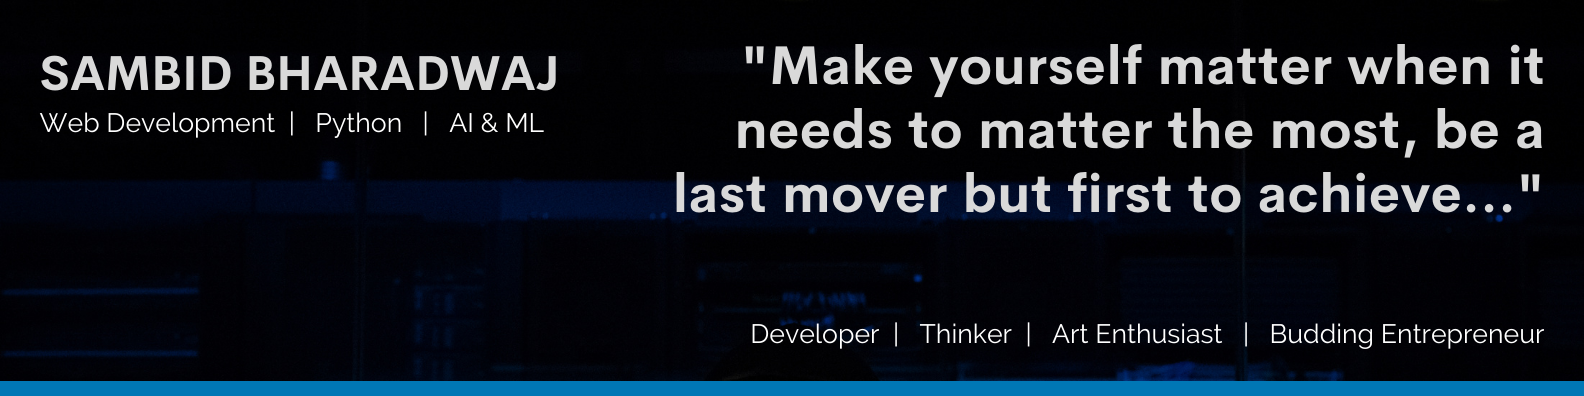 SAMBID BHARADWAJ
Web Development | Python | AI & ML
"Make yourself matter when it
needs to matter the most, be a
last mover but first to achieve..."
Developer | Thinker | Art Enthusiast | Budding Entrepreneur